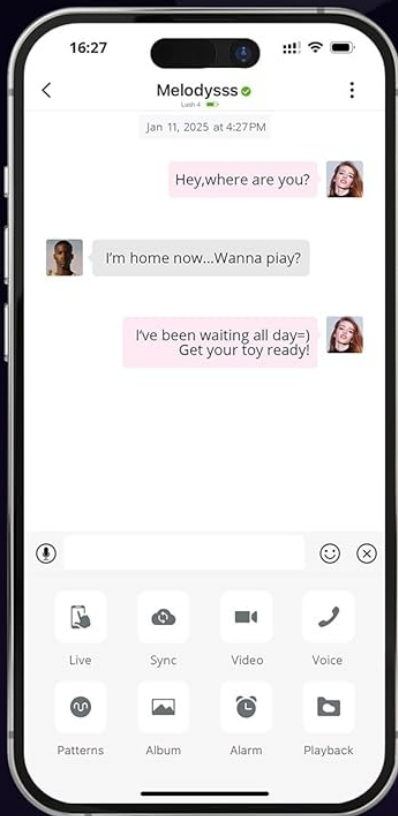 16:27
Melodysss
Lush 4
Jan 11, 2025 at 4:27PM
Hey,where are you?
I'm home now...Wanna piay?
I've been waiting all day=)
Get your toy ready!
Live
Sync
Video
Voice
Patterns
Album
Alarm
Playback